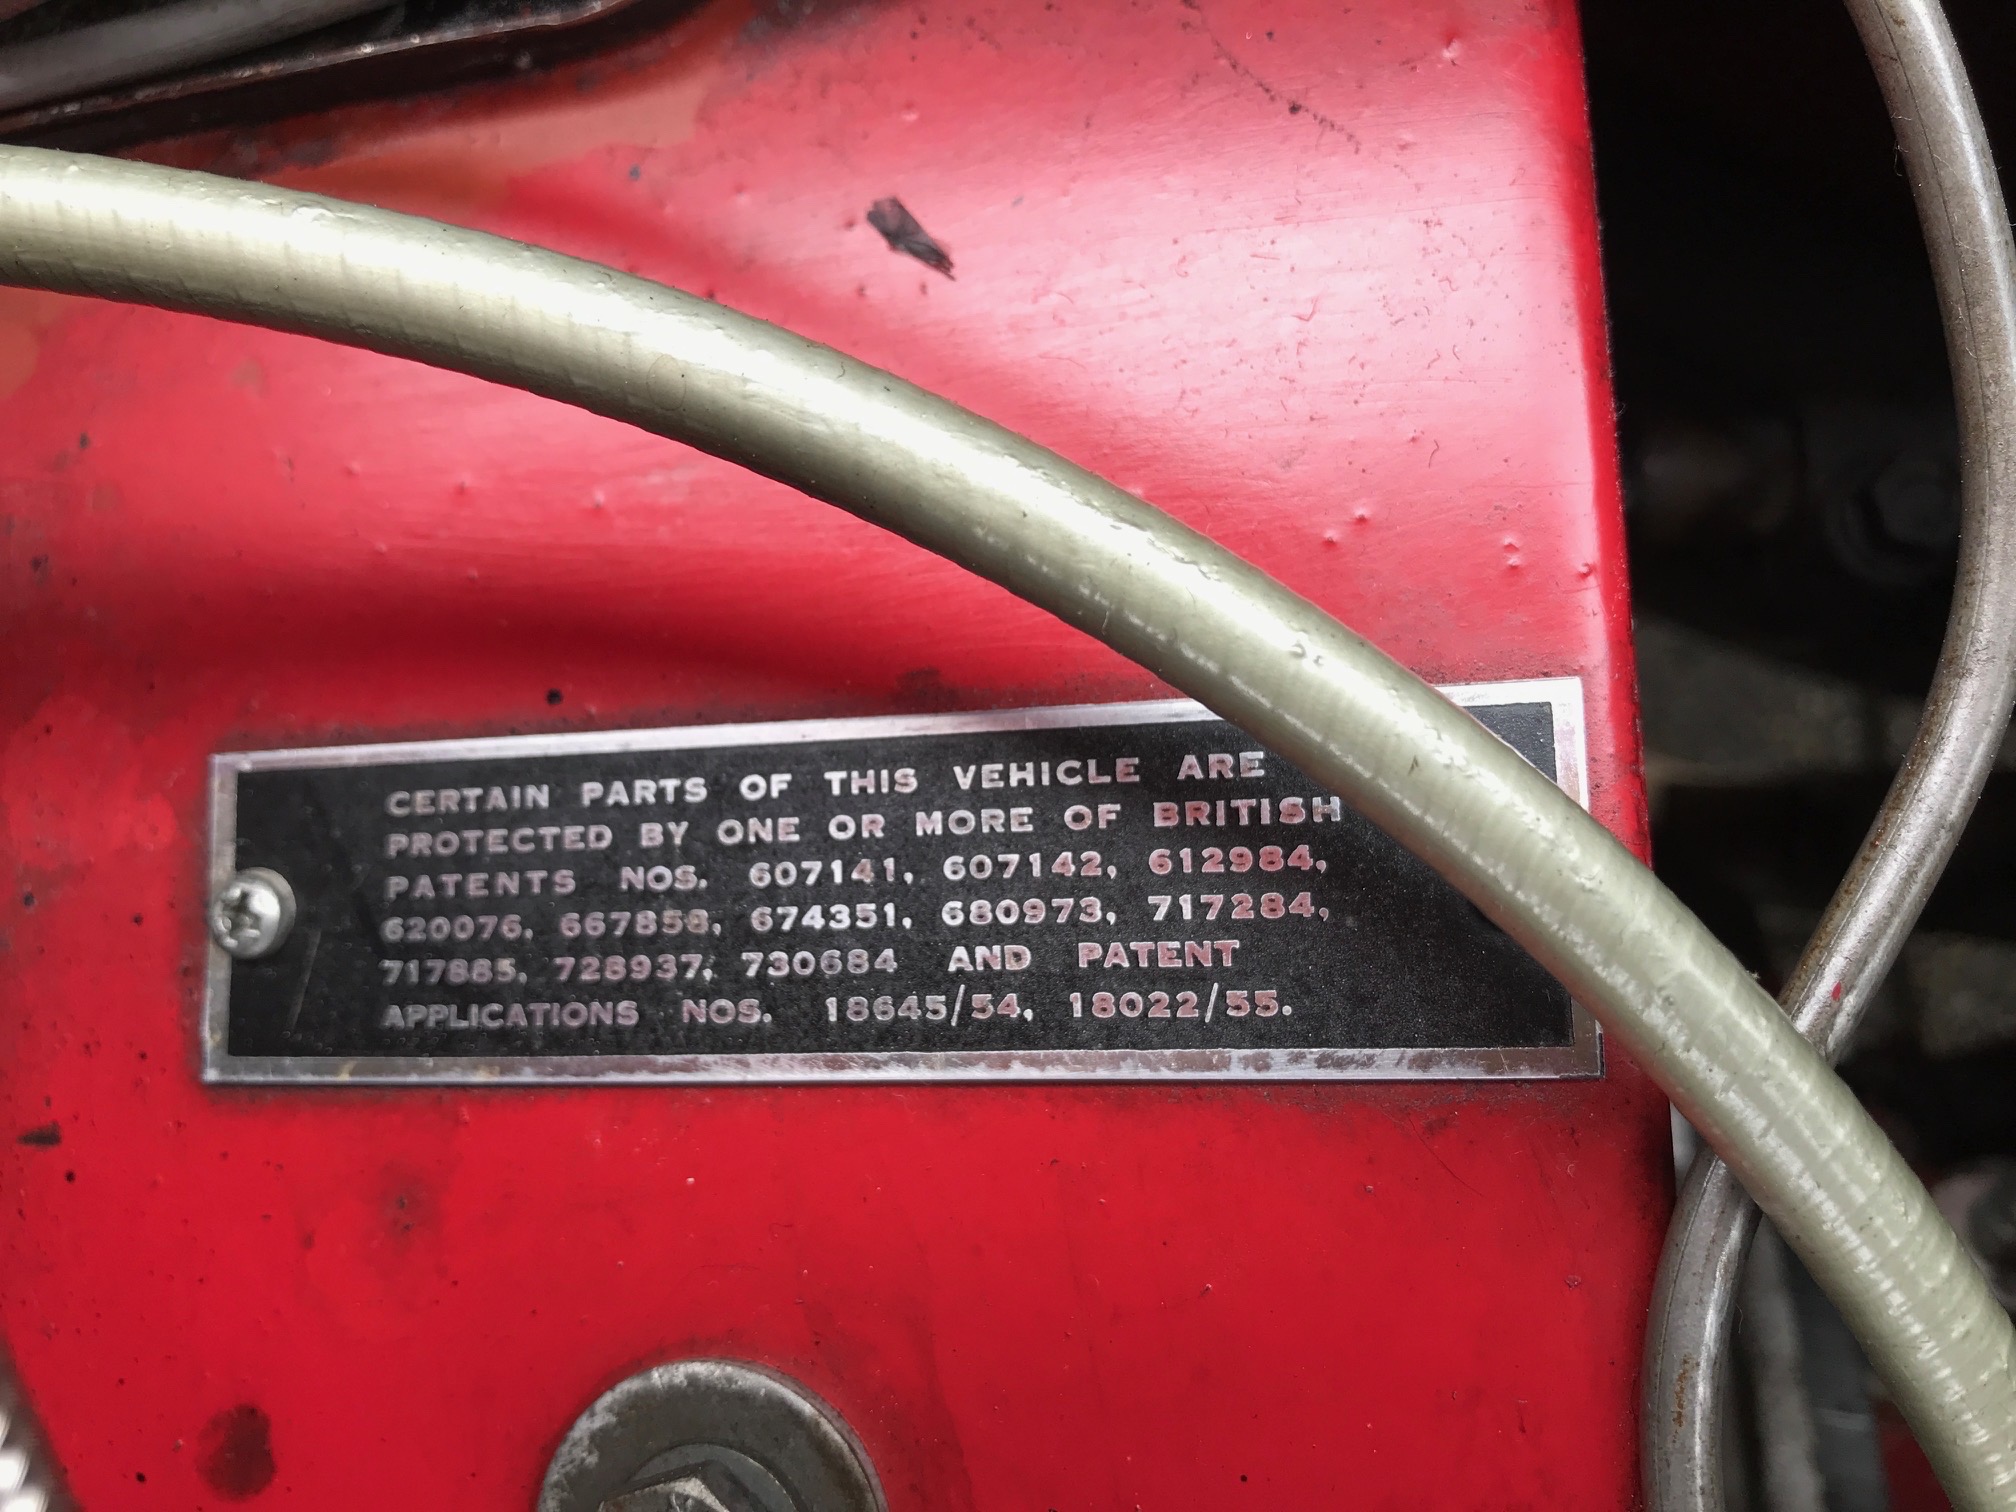 CERTAIN PARTS OF THIS VEHICLE ARE
PROTECTED BY ONE OR MORE OF BRITISH
PATENTS NOS. 607141, 607142, 612984,
620076, 667858, 674351, 680973, 717284,
717885, 728937, 730684 AND PATENT
APPLICATIONS NOS. 18645/54, 18022/55.